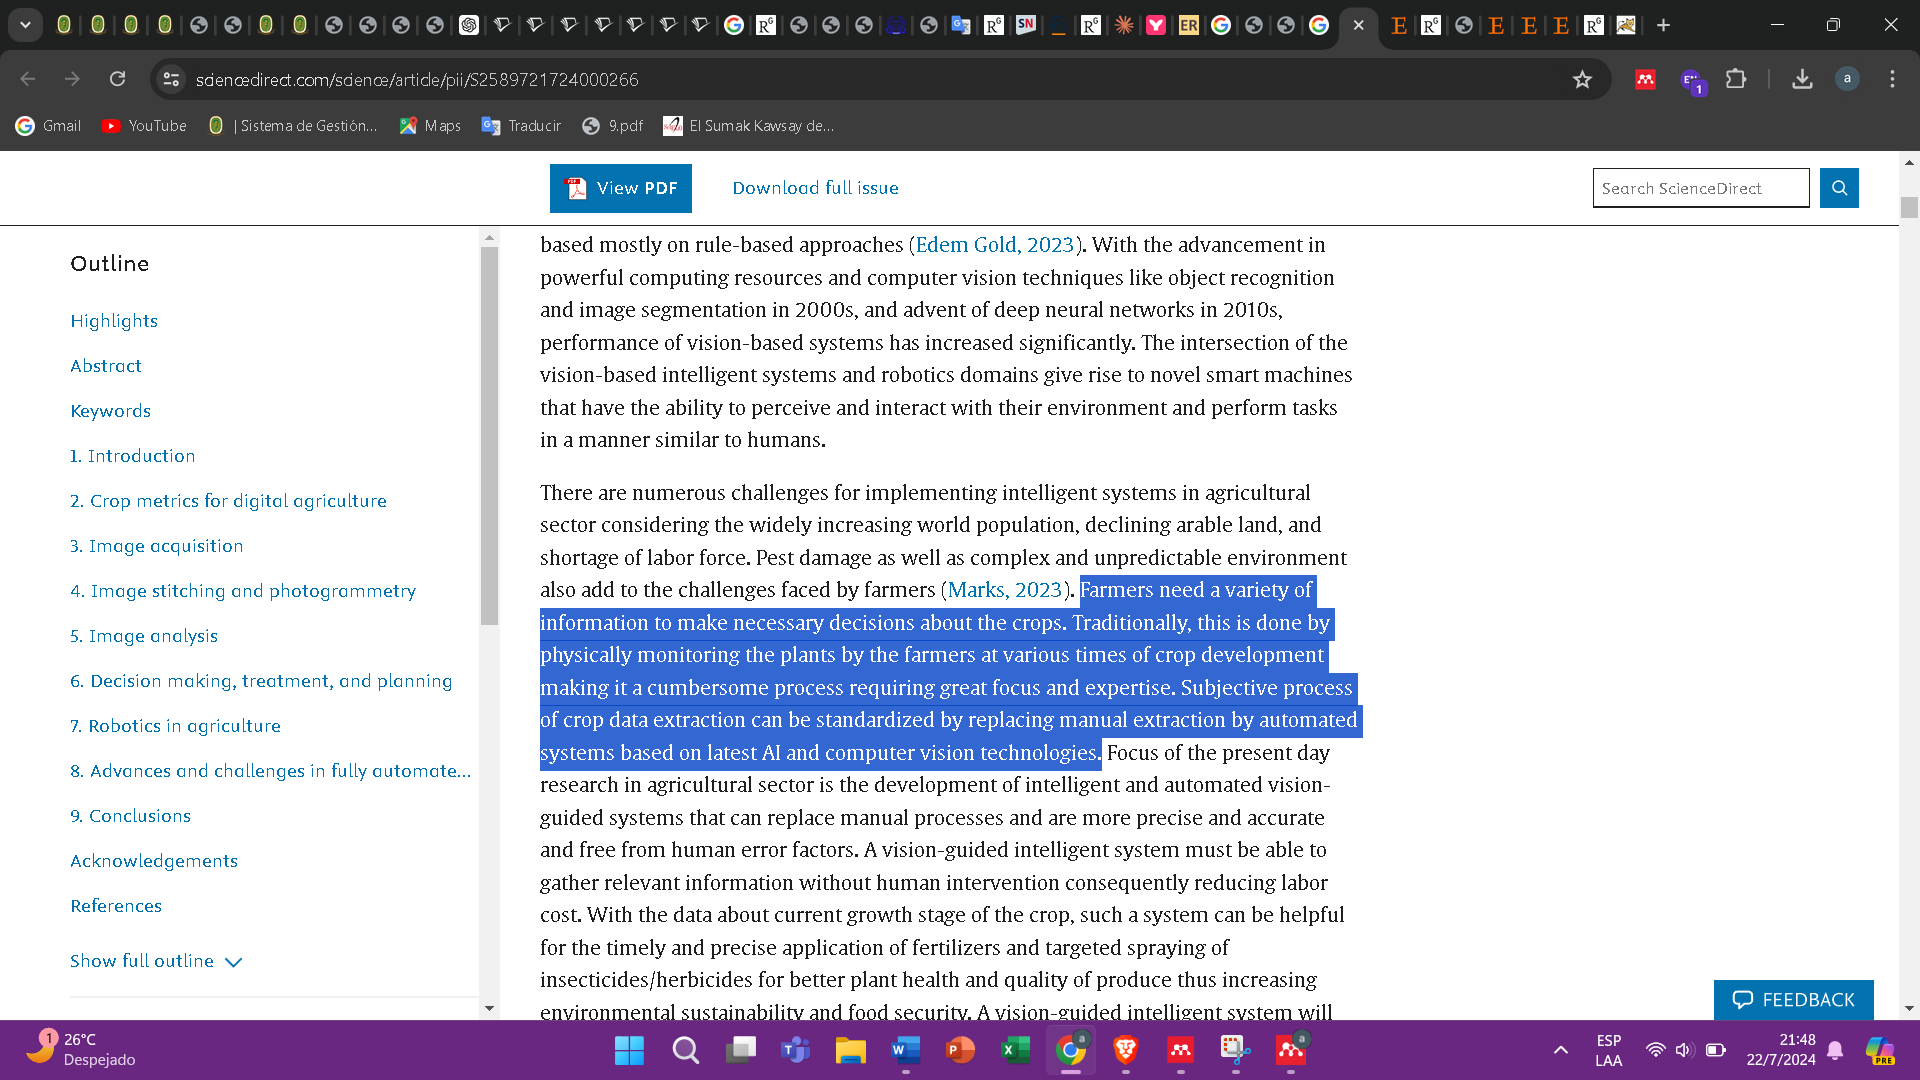 sciencedirect.com/science/article/pii/S2589721724000266
Gmail
YouTube
| Sistema de Gestión...
Maps
Traducir
9.pdf
El Sumak Kawsay de...
View PDF
Download full issue
Search ScienceDirect
Outline
Highlights
Abstract
Keywords
1. Introduction
2. Crop metrics for digital agriculture
3. Image acquisition
4. Image stitching and photogrammetry
5. Image analysis
6. Decision making, treatment, and planning
7. Robotics in agriculture
8. Advances and challenges in fully automate...
9. Conclusions
Acknowledgements
References
Show full outline
based mostly on rule-based approaches (Edem Gold, 2023). With the advancement in
powerful computing resources and computer vision techniques like object recognition
and image segmentation in 2000s, and advent of deep neural networks in 2010s,
performance of vision-based systems has increased significantly. The intersection of the
vision-based intelligent systems and robotics domains give rise to novel smart machines
that have the ability to perceive and interact with their environment and perform tasks
in a manner similar to humans.
There are numerous challenges for implementing intelligent systems in agricultural
sector considering the widely increasing world population, declining arable land, and
shortage of labor force. Pest damage as well as complex and unpredictable environment
also add to the challenges faced by farmers (Marks, 2023). Farmers need a variety of
information to make necessary decisions about the crops. Traditionally, this is done by
physically monitoring the plants by the farmers at various times of crop development
making it a cumbersome process requiring great focus and expertise. Subjective process
of crop data extraction can be standardized by replacing manual extraction by automated
systems based on latest AI and computer vision technologies. Focus of the present day
research in agricultural sector is the development of intelligent and automated vision-
guided systems that can replace manual processes and are more precise and accurate
and free from human error factors. A vision-guided intelligent system must be able to
gather relevant information without human intervention consequently reducing labor
cost. With the data about current growth stage of the crop, such a system can be helpful
for the timely and precise application of fertilizers and targeted spraying of
insecticides/herbicides for better plant health and quality of produce thus increasing
environmental sustainability and food security. A vision-guided intelligent system will
FEEDBACK
1
26°C
Despejado
ESP
LAA
21:48
22/7/2024